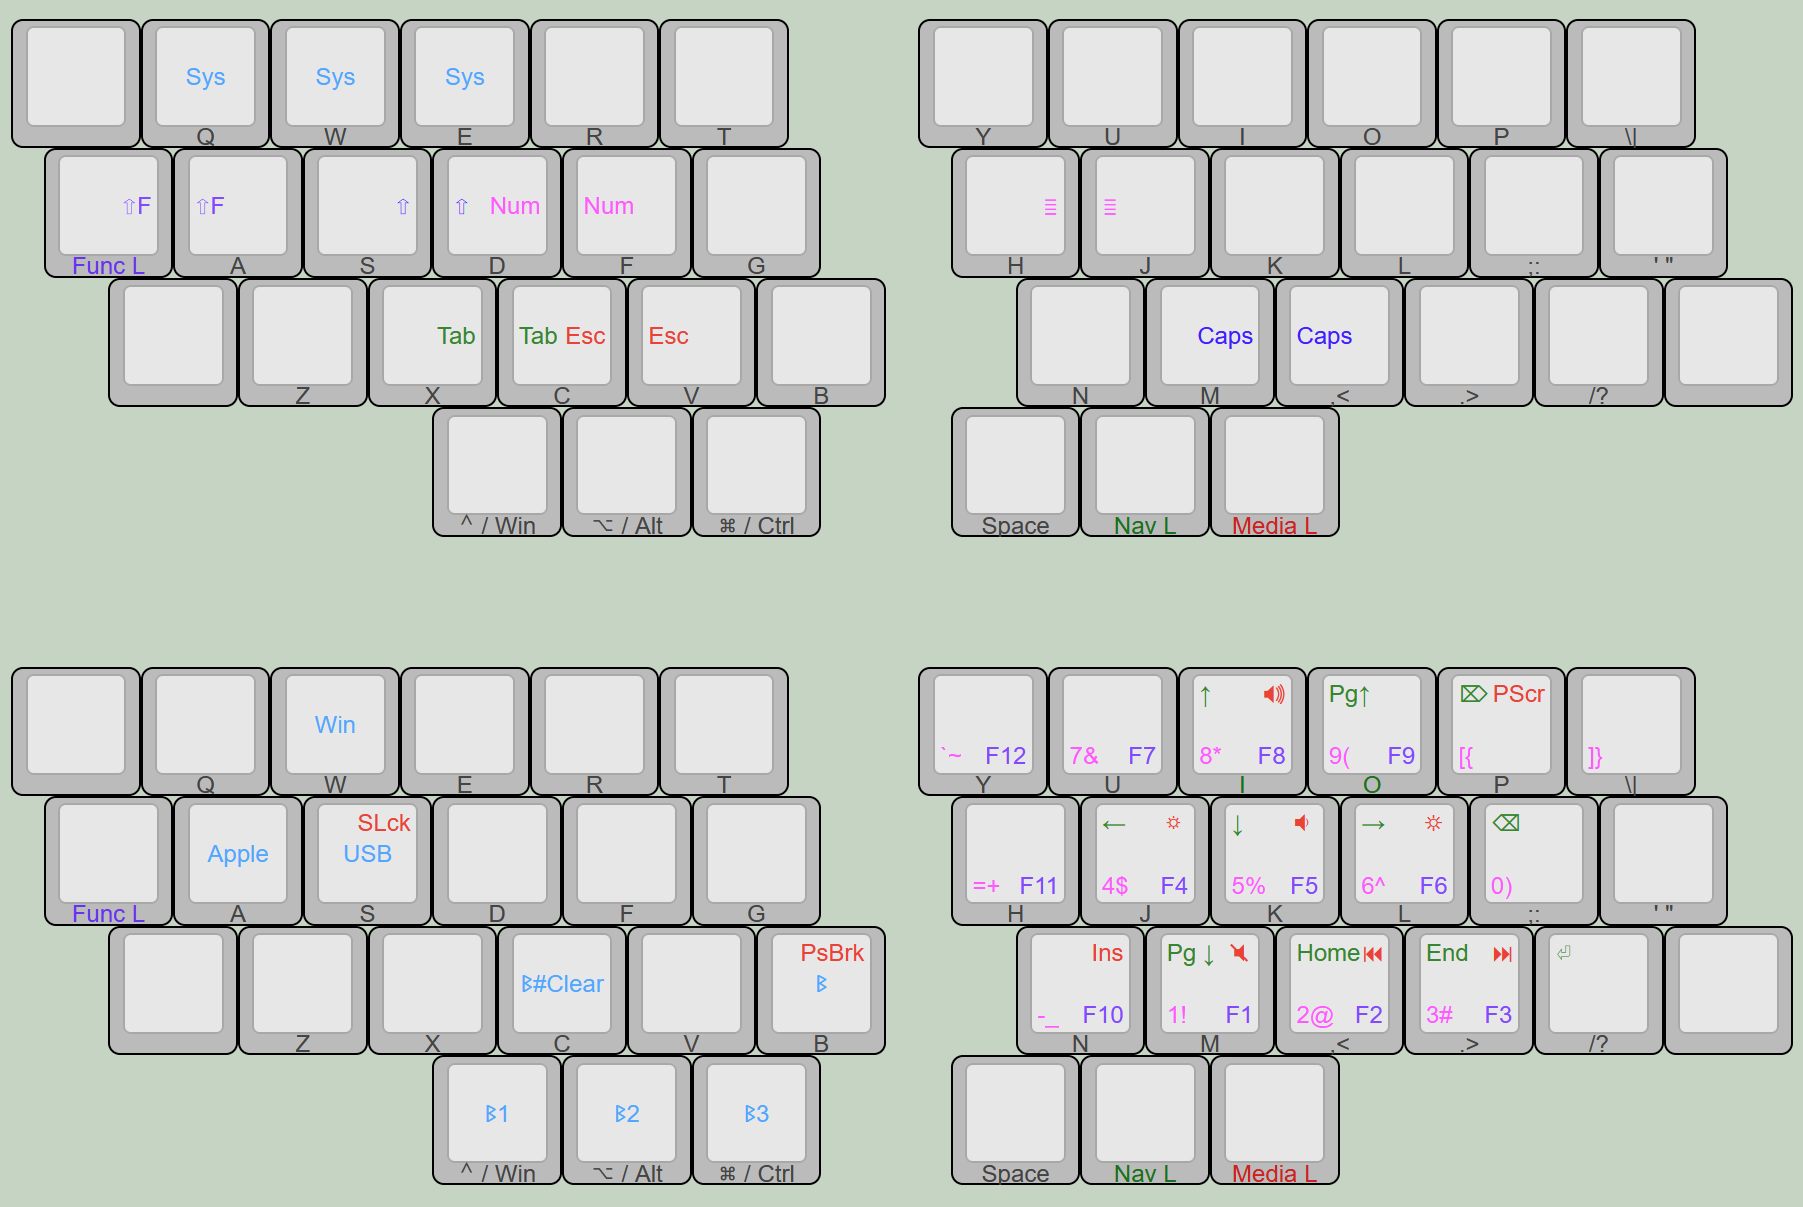 Sys Sys Sys
Q W E R T Y U I O P \|
⇧F ⇧F ⇧ ⇧ Num Num ≣ ≣
Func L A S D F G H J K L ;: ' "
Tab Tab Esc Esc Caps Caps
Z X C V B N M ,< .> /?
^ / Win ⌥ / Alt ⌘ / Ctrl Space Nav L Media L
↑ Pg↑ ⌦ PScr
Win
`~ F12 7& F7 8* F8 9( F9 [{ ]}
Q W E R T Y U I O P \|
SLck ← ↓ → ⌫
Apple USB
=+ F11 4$ F4 5% F5 6^ F6 0)
Func L A S D F G H J K L ;: ' "
PsBrk Ins Pg ↓ Home ⏮ End ⏭ ⏎
ᛒ#Clear ᛒ
-_ F10 1! F1 2@ F2 3# F3
Z X C V B N M ,< .> /?
ᛒ1 ᛒ2 ᛒ3
^ / Win ⌥ / Alt ⌘ / Ctrl Space Nav L Media L